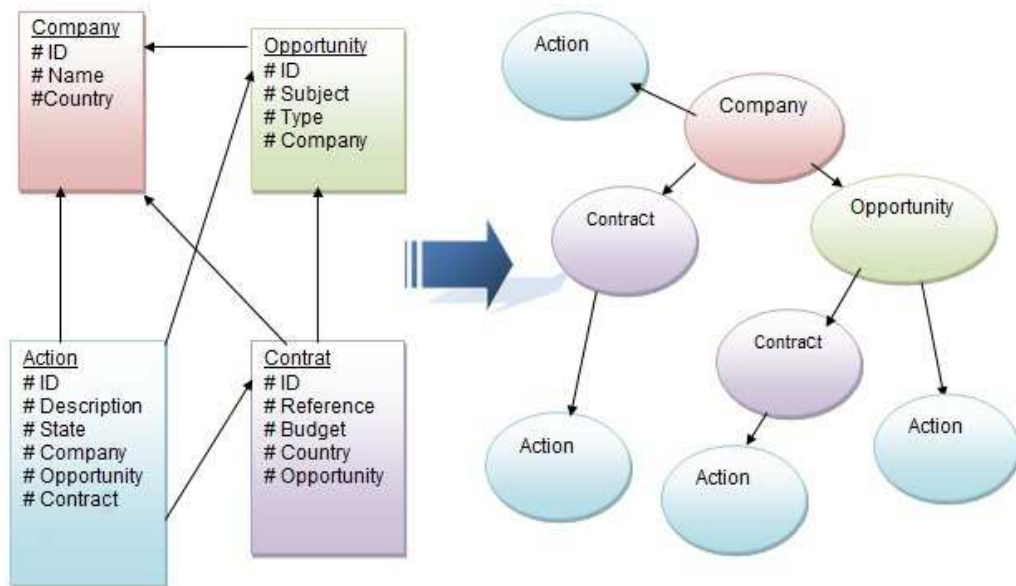 Company
# ID
# Name
#Country
Opportunity
# ID
# Subject
# Type
# Company
Action
# ID
# Description
# State
# Company
# Opportunity
# Contract
Contrat
# ID
# Reference
# Budget
# Country
# Opportunity
Action
Company
ContraCt
Opportunity
ContraCt
Action
Action
Action